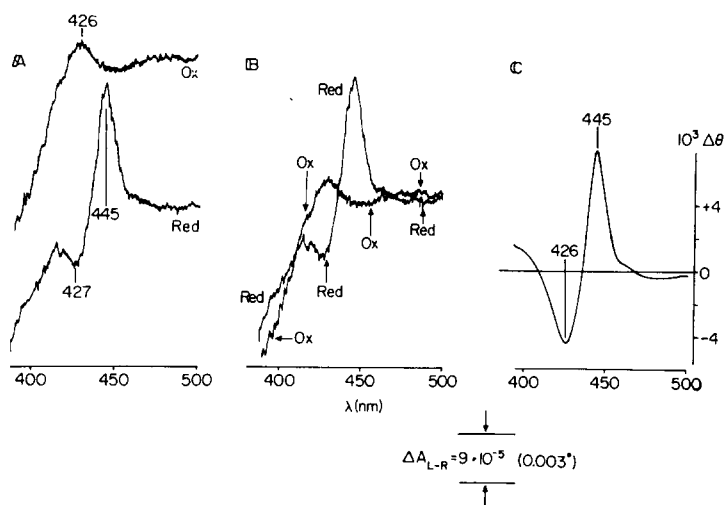 A
426
Ox
445
427
Red
400
450
500
B
Red
Ox
Ox
Red
Ox
Red
Red
Ox
400
450
500
λ(nm)
C
445
10³ Δθ
+4
426
0
-4
400
450
500
ΔA_L-R = 9·10⁻⁵ (0.003°)